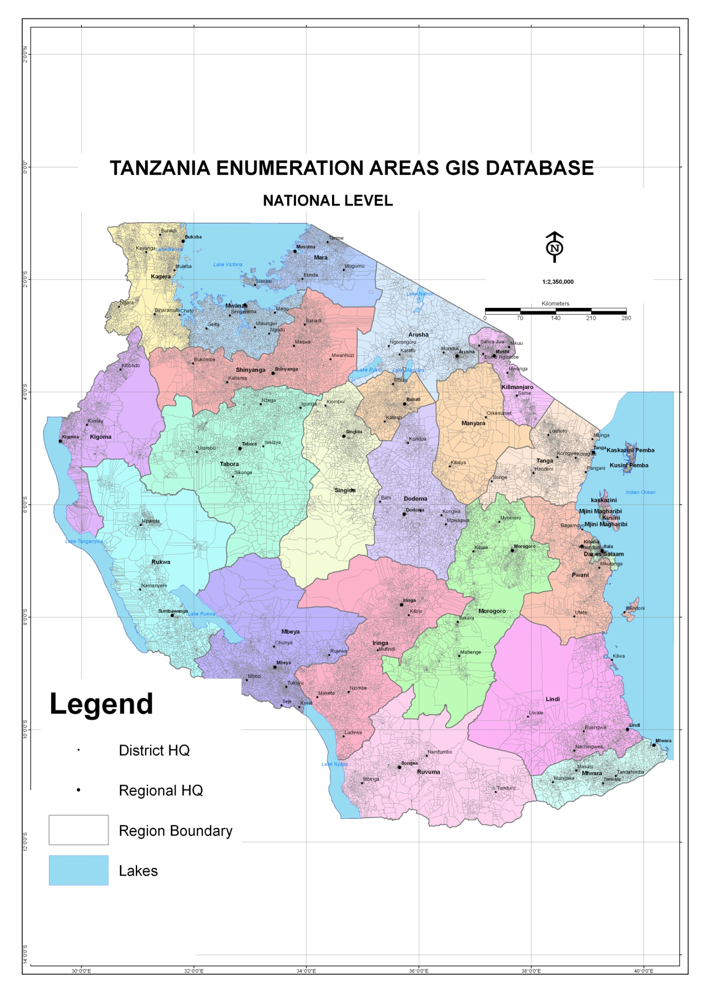 TANZANIA ENUMERATION AREAS GIS DATABASE
NATIONAL LEVEL
2°0'0"N
0°0'0"
2°0'0"S
4°0'0"S
6°0'0"S
8°0'0"S
10°0'0"S
12°0'0"S
14°0'0"S
30°0'0"E
32°0'0"E
34°0'0"E
36°0'0"E
38°0'0"E
40°0'0"E
N
1:2,350,000
Kilometers
0 70 140 210 280
Bunazi
Bukoba
Kayanga
Muleba
Kagera
Ngara
Biharamulo
Chato
Lake Victoria
Musoma
Tarime
Mara
Mugumu
Bunda
Nansio
Mwanza
Sengerema
Magu
Geita
Misungwi
Ngudu
Bariadi
Maswa
Mwanhuzi
Bukombe
Shinyanga
Shinyanga
Kahama
Lake Natron
Arusha
Ngorongoro
Karatu
Monduli
Arusha
Lake Eyasi
Lake Manyara
Sanya Juu
Mkuu
Moshi
Boma Ng'ombe
Mwanga
Kilimanjaro
Same
Kibondo
Kasulu
Kigoma
Kigoma
Nzega
Igunga
Urambo
Tabora
Isikizya
Tabora
Sikonge
Kiomboi
Singida
Singida
Mbulu
Babati
Katesh
Orkesumet
Manyara
Kibaya
Kondoa
Bahi
Dodoma
Dodoma
Kongwa
Mpwapwa
Lushoto
Mkinga
Tanga
Korogwe
Korogwe
Tanga
Handeni
Pangani
Songe
Kaskazini Pemba
Kusini Pemba
Indian Ocean
kaskazini
Mjini Magharibi
Kusini
Mjini Magharibi
Bagamoyo
Kibaha
Kinondoni
Ilala
Dar es Salaam
Mkuranga
Pwani
Utete
Kilindoni
Mvomero
Kilosa
Morogoro
Morogoro
Ifakara
Mahenge
Lake Tanganyika
Mpanda
Rukwa
Namanyere
Sumbawanga
Lake Rukwa
Mbeya
Chunya
Rujewa
Mbeya
Mbozi
Tukuyu
Ileje
Kyela
Iringa
Kilolo
Iringa
Mufindi
Makete
Njombe
Ludewa
Lake Nyasa
Kilwa
Lindi
Liwale
Ruangwa
Lindi
Nachingwea
Mtwara
Masasi
Mtwara
Tandahimba
Mangaka
Newala
Namtumbo
Songea
Ruvuma
Mbinga
Tunduru
Legend
District HQ
Regional HQ
Region Boundary
Lakes